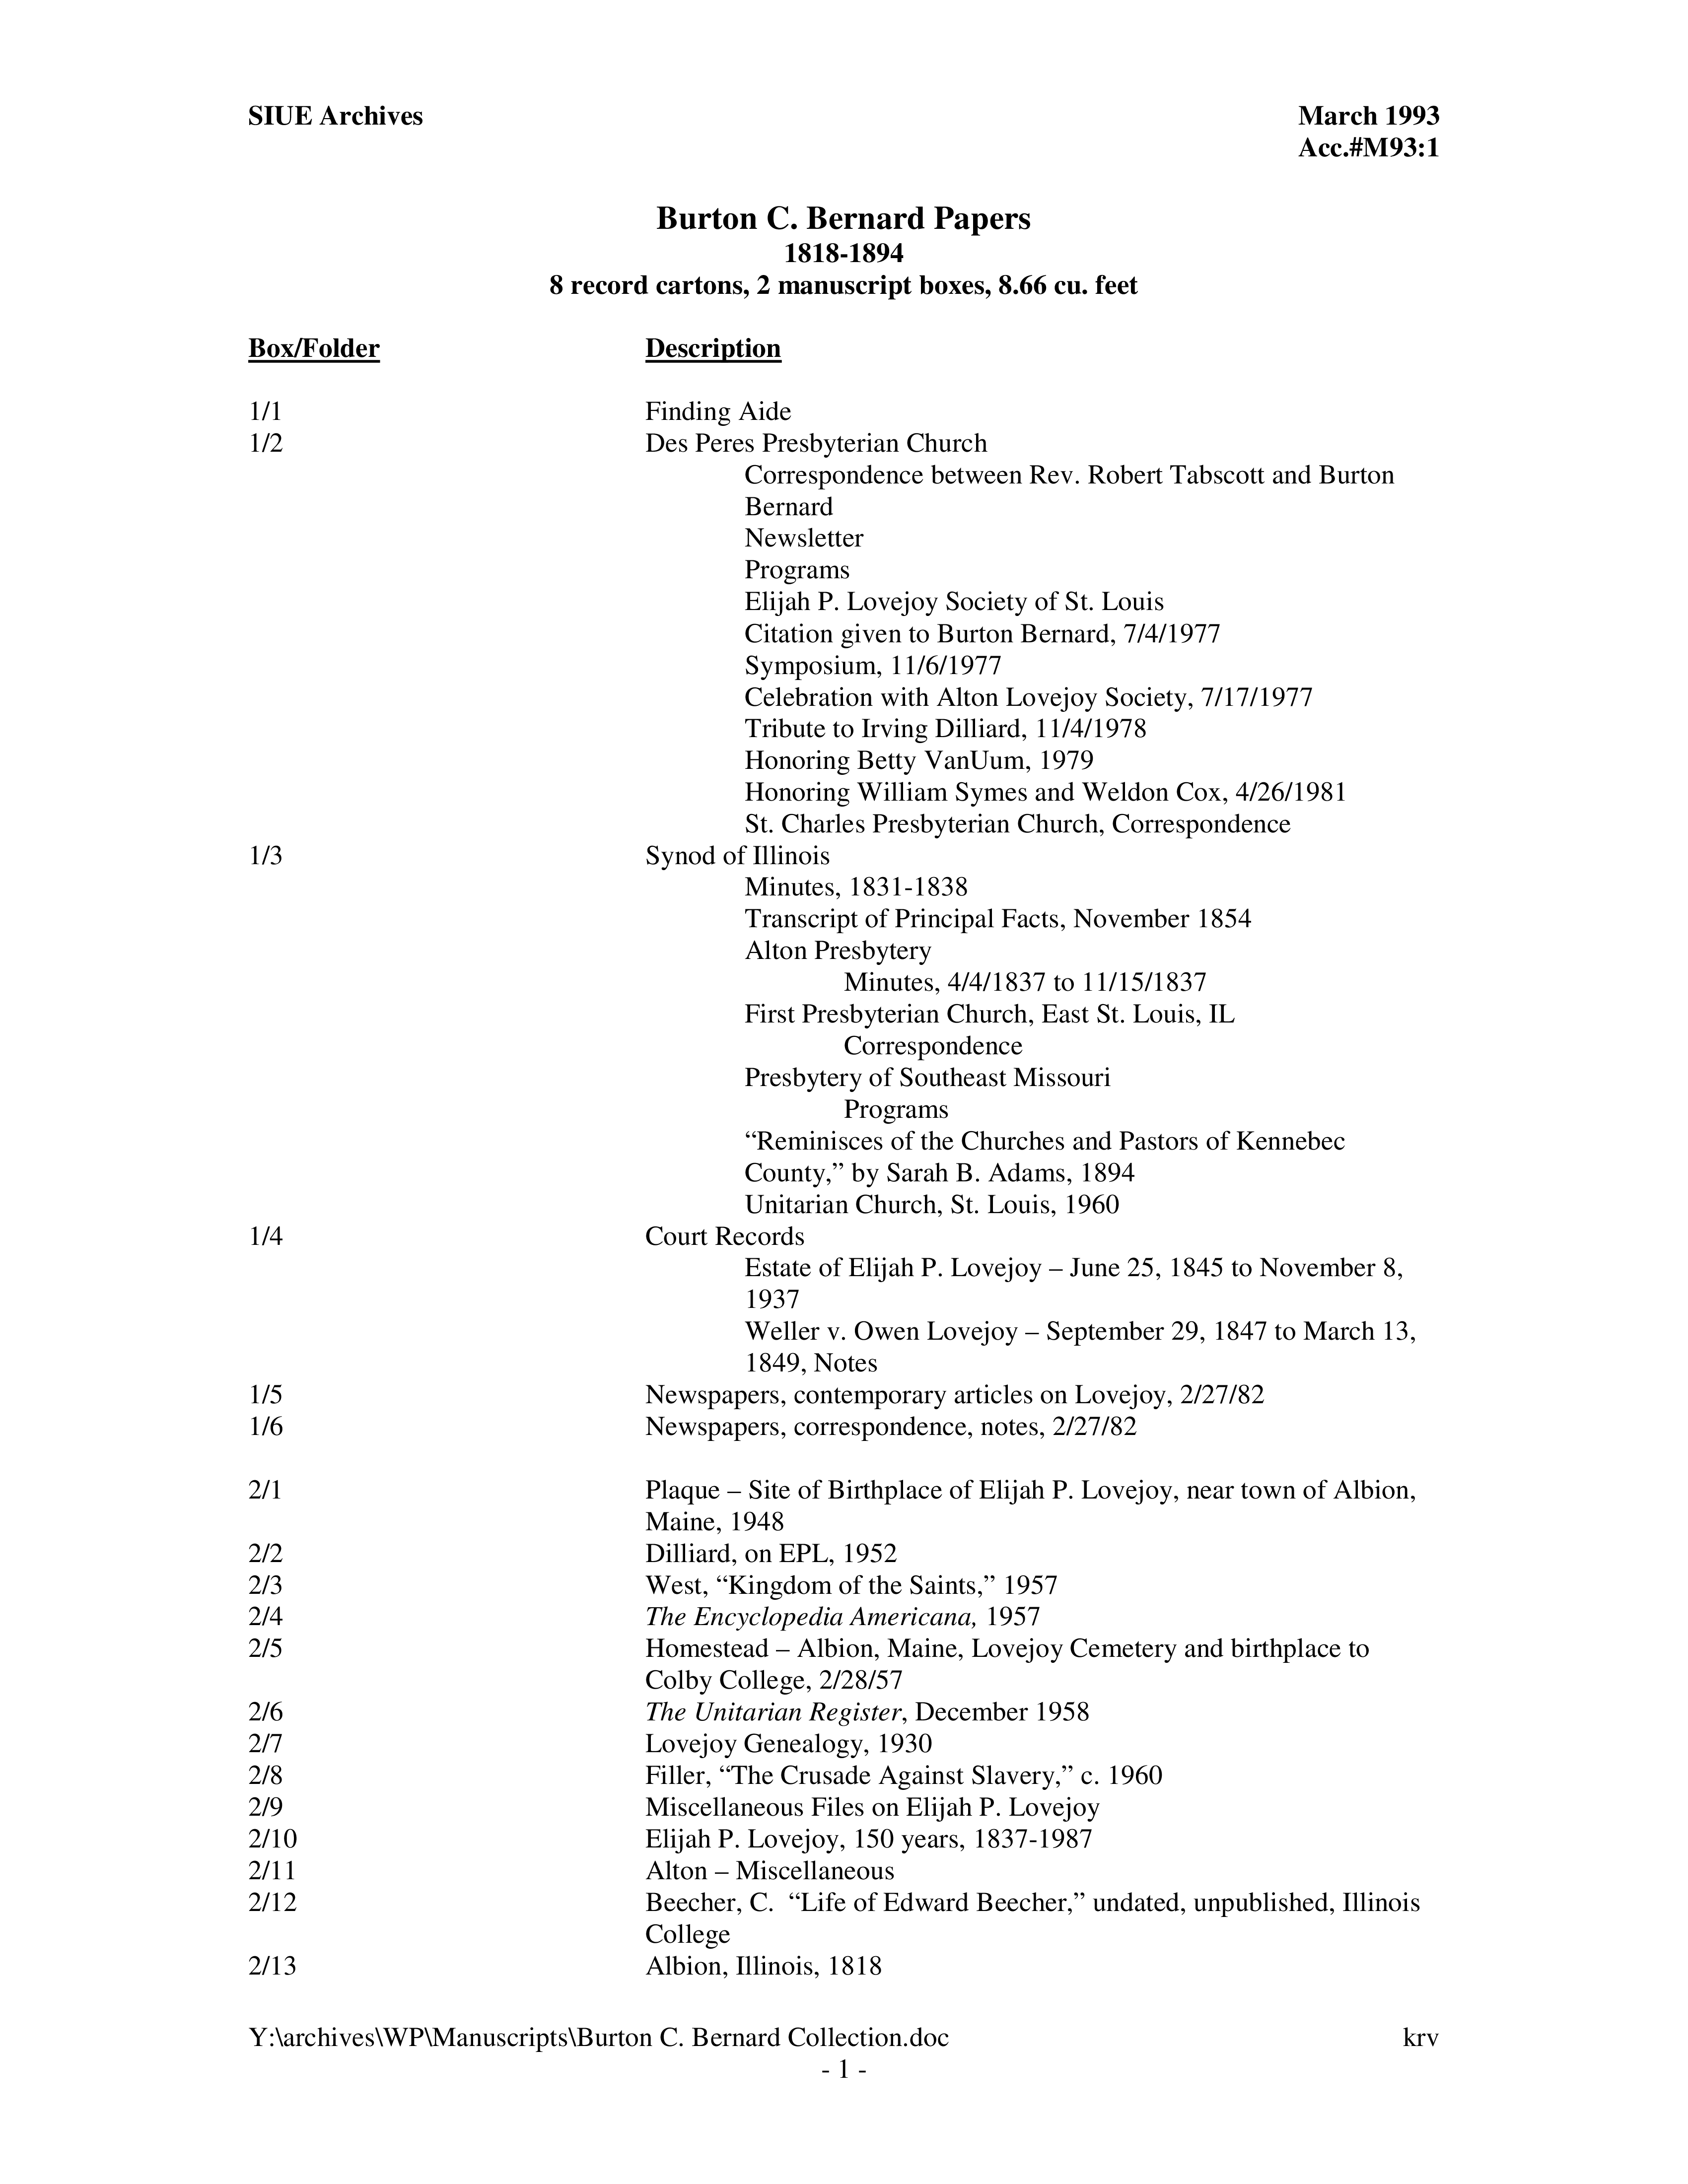 SIUE Archives March 1993
Acc.#M93:1
Burton C. Bernard Papers
1818-1894
8 record cartons, 2 manuscript boxes, 8.66 cu. feet
Box/Folder Description
1/1 Finding Aide
1/2 Des Peres Presbyterian Church
Correspondence between Rev. Robert Tabscott and Burton
Bernard
Newsletter
Programs
Elijah P. Lovejoy Society of St. Louis
Citation given to Burton Bernard, 7/4/1977
Symposium, 11/6/1977
Celebration with Alton Lovejoy Society, 7/17/1977
Tribute to Irving Dilliard, 11/4/1978
Honoring Betty VanUum, 1979
Honoring William Symes and Weldon Cox, 4/26/1981
St. Charles Presbyterian Church, Correspondence
1/3 Synod of Illinois
Minutes, 1831-1838
Transcript of Principal Facts, November 1854
Alton Presbytery
Minutes, 4/4/1837 to 11/15/1837
First Presbyterian Church, East St. Louis, IL
Correspondence
Presbytery of Southeast Missouri
Programs
“Reminisces of the Churches and Pastors of Kennebec
County,” by Sarah B. Adams, 1894
Unitarian Church, St. Louis, 1960
1/4 Court Records
Estate of Elijah P. Lovejoy – June 25, 1845 to November 8,
1937
Weller v. Owen Lovejoy – September 29, 1847 to March 13,
1849, Notes
1/5 Newspapers, contemporary articles on Lovejoy, 2/27/82
1/6 Newspapers, correspondence, notes, 2/27/82
2/1 Plaque – Site of Birthplace of Elijah P. Lovejoy, near town of Albion,
Maine, 1948
2/2 Dilliard, on EPL, 1952
2/3 West, “Kingdom of the Saints,” 1957
2/4 The Encyclopedia Americana, 1957
2/5 Homestead – Albion, Maine, Lovejoy Cemetery and birthplace to
Colby College, 2/28/57
2/6 The Unitarian Register, December 1958
2/7 Lovejoy Genealogy, 1930
2/8 Filler, “The Crusade Against Slavery,” c. 1960
2/9 Miscellaneous Files on Elijah P. Lovejoy
2/10 Elijah P. Lovejoy, 150 years, 1837-1987
2/11 Alton – Miscellaneous
2/12 Beecher, C. “Life of Edward Beecher,” undated, unpublished, Illinois
College
2/13 Albion, Illinois, 1818
Y:\archives\WP\Manuscripts\Burton C. Bernard Collection.doc krv
- 1 -